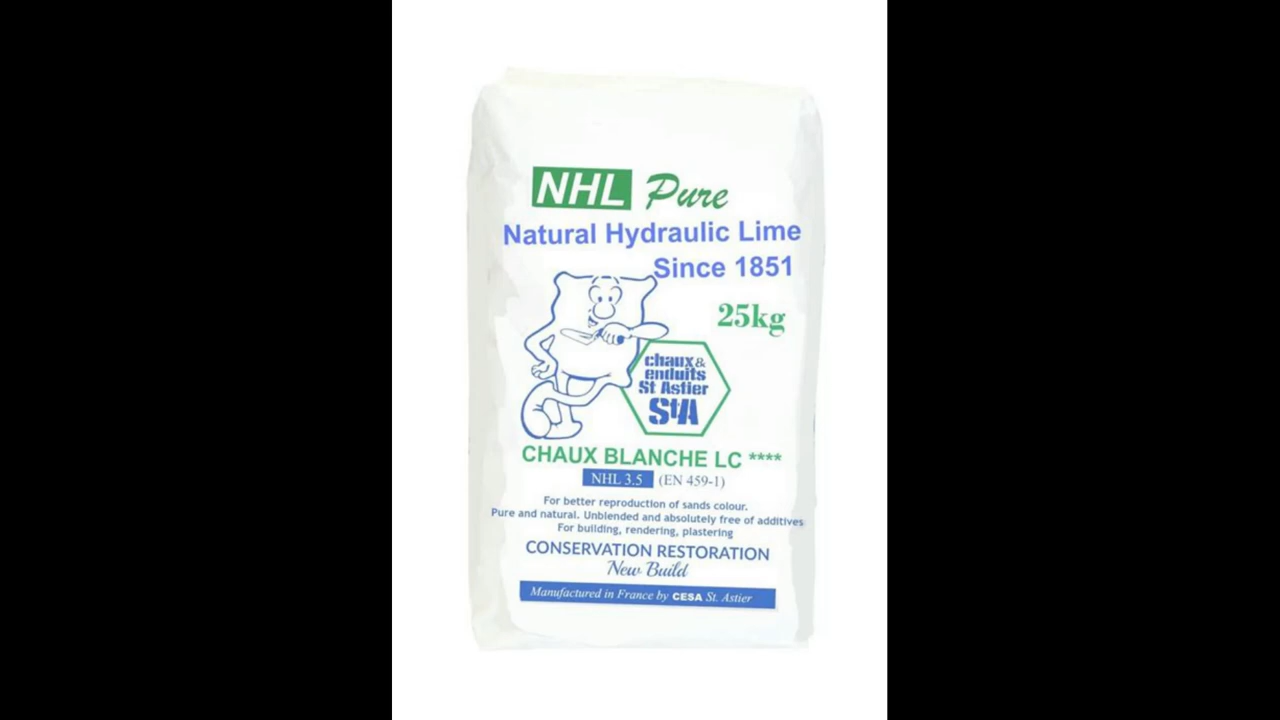 NHL Pure
Natural Hydraulic Lime
Since 1851
25kg
chaux&
enduits
St Astier
StA
CHAUX BLANCHE LC ****
NHL 3.5 (EN 459-1)
For better reproduction of sands colour.
Pure and natural. Unblended and absolutely free of additives
For building, rendering, plastering
CONSERVATION RESTORATION
New Build
Manufactured in France by CESA St. Astier